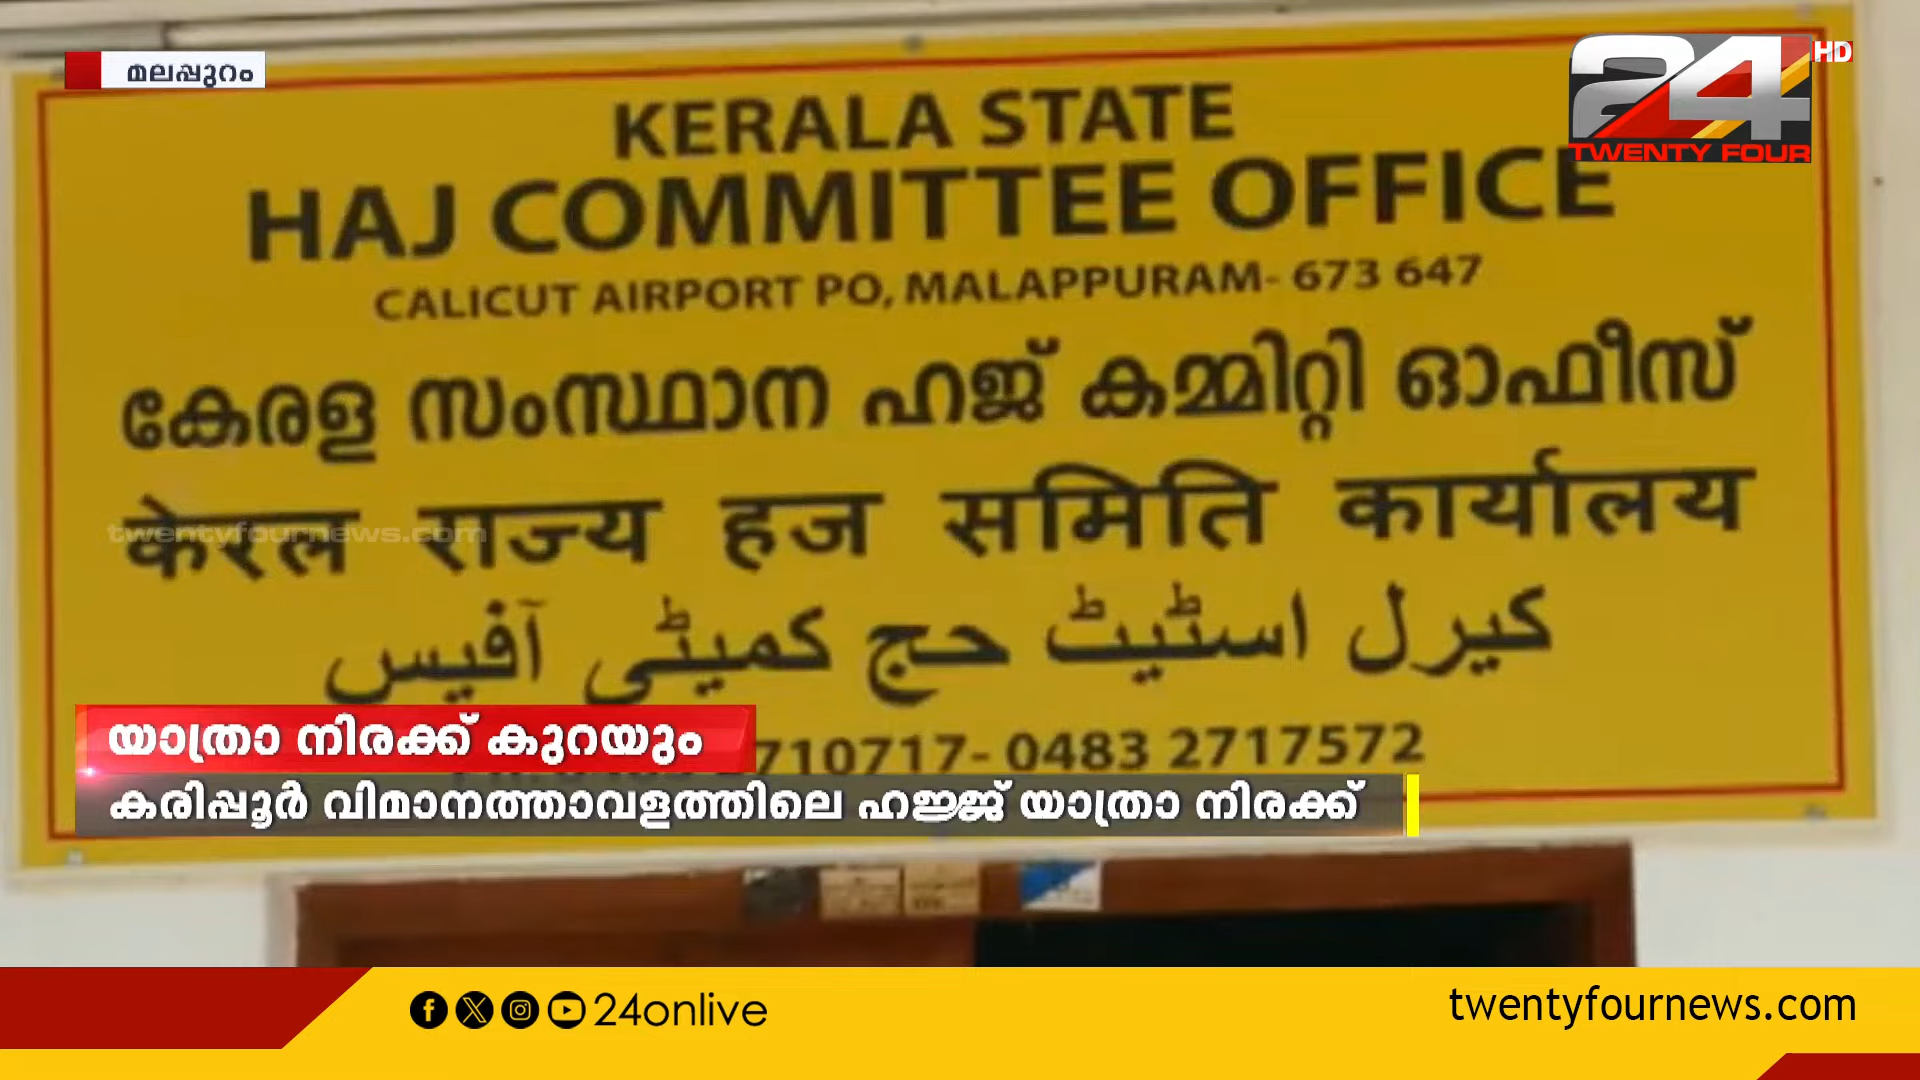 മലപ്പുറം
24 HD
TWENTY FOUR
KERALA STATE
HAJ COMMITTEE OFFICE
CALICUT AIRPORT PO, MALAPPURAM- 673 647
കേരള സംസ്ഥാന ഹജ് കമ്മിറ്റി ഓഫീസ്
केरल राज्य हज समिति कार्यालय
twentyfournews.com
کیرل اسٹیٹ حج کمیٹی آفیس
710717- 0483 2717572
യാത്രാ നിരക്ക് കുറയും
കരിപ്പൂർ വിമാനത്താവളത്തിലെ ഹജ്ജ് യാത്രാ നിരക്ക്
24onlive
twentyfournews.com